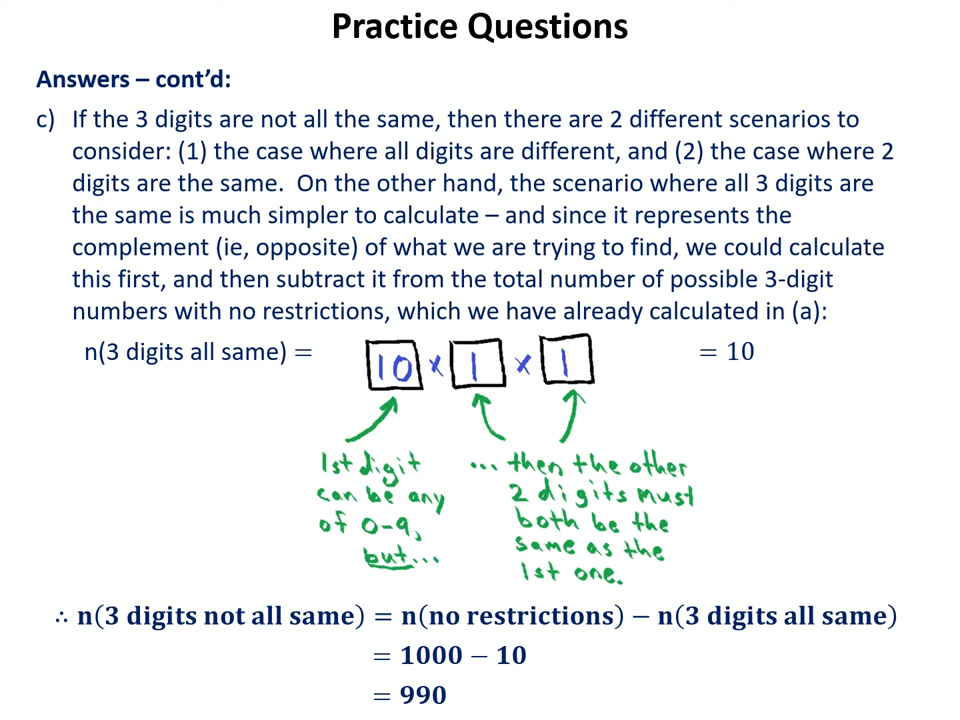 Practice Questions
Answers – cont’d:
c) If the 3 digits are not all the same, then there are 2 different scenarios to
consider: (1) the case where all digits are different, and (2) the case where 2
digits are the same. On the other hand, the scenario where all 3 digits are
the same is much simpler to calculate – and since it represents the
complement (ie, opposite) of what we are trying to find, we could calculate
this first, and then subtract it from the total number of possible 3-digit
numbers with no restrictions, which we have already calculated in (a):
n(3 digits all same) = 10 × 1 × 1 = 10
1st digit
can be any
of 0-9,
but...
... then the other
2 digits must
both be the
same as the
1st one.
∴ n(3 digits not all same) = n(no restrictions) − n(3 digits all same)
= 1000 − 10
= 990